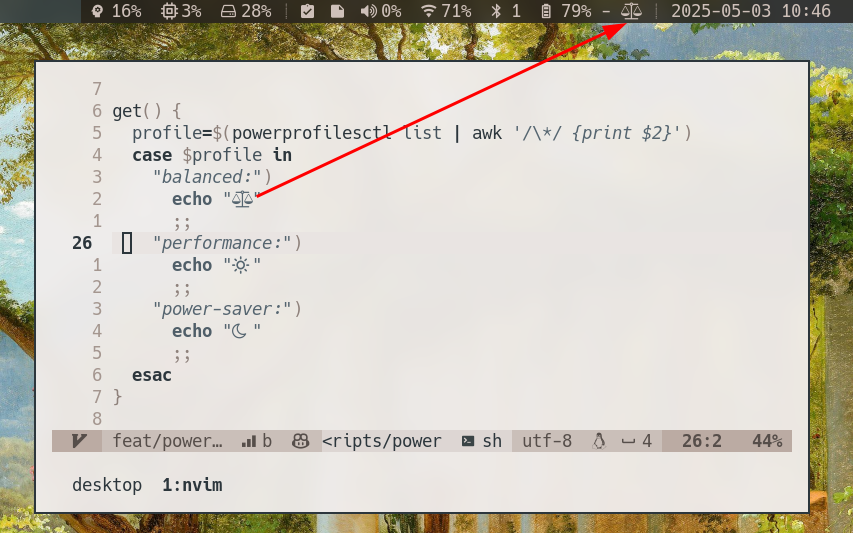 16% 3% 28% 0% 71% 1 79% - 2025-05-03 10:46
7
6 get() {
5 profile=$(powerprofilesctl list | awk '/\*/ {print $2}')
4 case $profile in
3 "balanced:")
2 echo "⚖"
1 ;;
26 "performance:")
1 echo "☀"
2 ;;
3 "power-saver:")
4 echo "☾"
5 ;;
6 esac
7 }
8
feat/power… b <ripts/power sh utf-8 4 26:2 44%
desktop 1:nvim